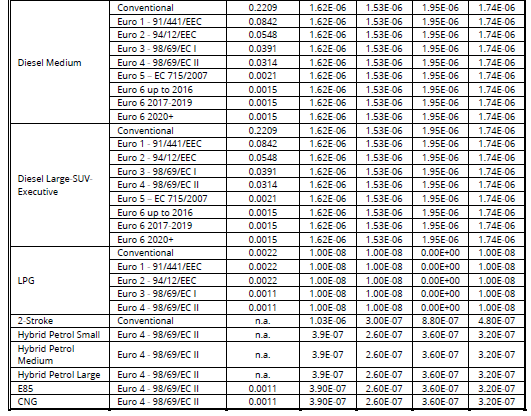 Diesel Medium
Conventional 0.2209 1.62E-06 1.53E-06 1.95E-06 1.74E-06
Euro 1 - 91/441/EEC 0.0842 1.62E-06 1.53E-06 1.95E-06 1.74E-06
Euro 2 - 94/12/EEC 0.0548 1.62E-06 1.53E-06 1.95E-06 1.74E-06
Euro 3 - 98/69/EC I 0.0391 1.62E-06 1.53E-06 1.95E-06 1.74E-06
Euro 4 - 98/69/EC II 0.0314 1.62E-06 1.53E-06 1.95E-06 1.74E-06
Euro 5 – EC 715/2007 0.0021 1.62E-06 1.53E-06 1.95E-06 1.74E-06
Euro 6 up to 2016 0.0015 1.62E-06 1.53E-06 1.95E-06 1.74E-06
Euro 6 2017-2019 0.0015 1.62E-06 1.53E-06 1.95E-06 1.74E-06
Euro 6 2020+ 0.0015 1.62E-06 1.53E-06 1.95E-06 1.74E-06
Diesel Large-SUV-
Executive
Conventional 0.2209 1.62E-06 1.53E-06 1.95E-06 1.74E-06
Euro 1 - 91/441/EEC 0.0842 1.62E-06 1.53E-06 1.95E-06 1.74E-06
Euro 2 - 94/12/EEC 0.0548 1.62E-06 1.53E-06 1.95E-06 1.74E-06
Euro 3 - 98/69/EC I 0.0391 1.62E-06 1.53E-06 1.95E-06 1.74E-06
Euro 4 - 98/69/EC II 0.0314 1.62E-06 1.53E-06 1.95E-06 1.74E-06
Euro 5 – EC 715/2007 0.0021 1.62E-06 1.53E-06 1.95E-06 1.74E-06
Euro 6 up to 2016 0.0015 1.62E-06 1.53E-06 1.95E-06 1.74E-06
Euro 6 2017-2019 0.0015 1.62E-06 1.53E-06 1.95E-06 1.74E-06
Euro 6 2020+ 0.0015 1.62E-06 1.53E-06 1.95E-06 1.74E-06
LPG
Conventional 0.0022 1.00E-08 1.00E-08 0.00E+00 1.00E-08
Euro 1 - 91/441/EEC 0.0022 1.00E-08 1.00E-08 0.00E+00 1.00E-08
Euro 2 - 94/12/EEC 0.0022 1.00E-08 1.00E-08 0.00E+00 1.00E-08
Euro 3 - 98/69/EC I 0.0011 1.00E-08 1.00E-08 0.00E+00 1.00E-08
Euro 4 - 98/69/EC II 0.0011 1.00E-08 1.00E-08 0.00E+00 1.00E-08
2-Stroke Conventional n.a. 1.03E-06 3.00E-07 8.80E-07 4.80E-07
Hybrid Petrol Small Euro 4 - 98/69/EC II n.a. 3.9E-07 2.60E-07 3.60E-07 3.20E-07
Hybrid Petrol
Medium
Euro 4 - 98/69/EC II n.a. 3.9E-07 2.60E-07 3.60E-07 3.20E-07
Hybrid Petrol Large Euro 4 - 98/69/EC II n.a. 3.9E-07 2.60E-07 3.60E-07 3.20E-07
E85 Euro 4 - 98/69/EC II 0.0011 3.90E-07 2.60E-07 3.60E-07 3.20E-07
CNG Euro 4 - 98/69/EC II 0.0011 3.90E-07 2.60E-07 3.60E-07 3.20E-07